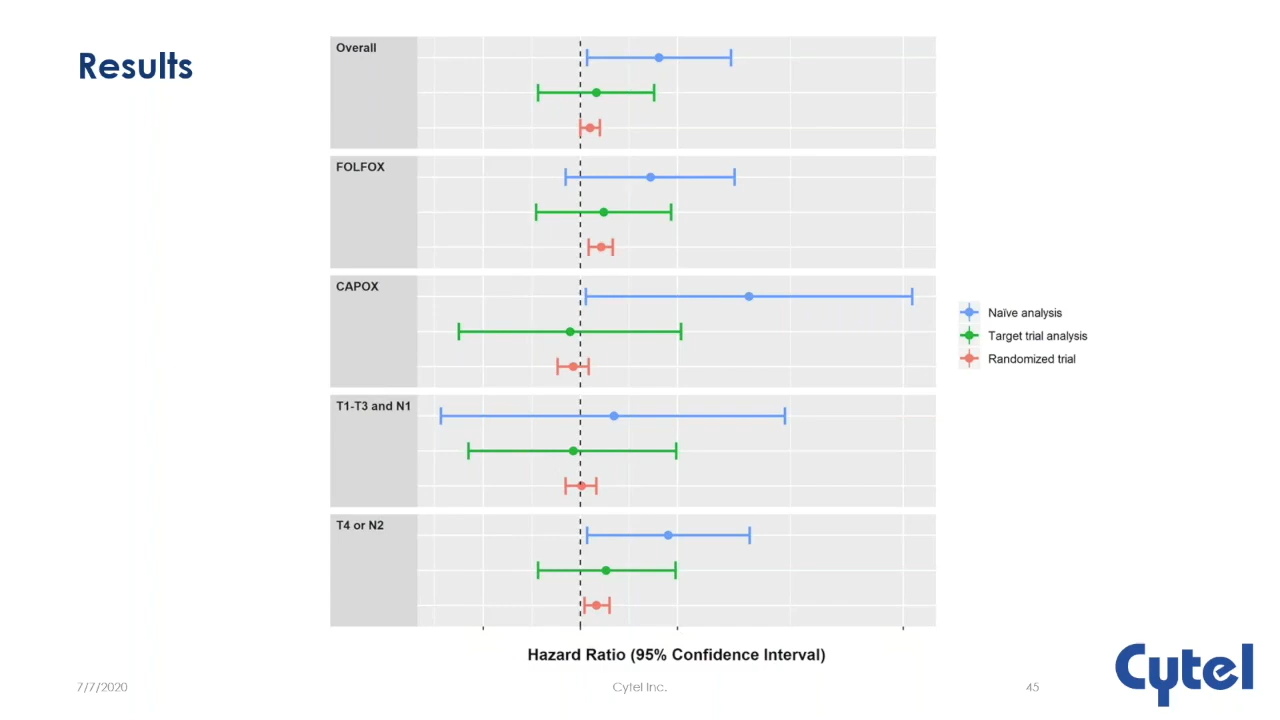 Results
Overall
FOLFOX
CAPOX
T1-T3 and N1
T4 or N2
Naïve analysis
Target trial analysis
Randomized trial
Hazard Ratio (95% Confidence Interval)
7/7/2020
Cytel Inc.
45
Cytel